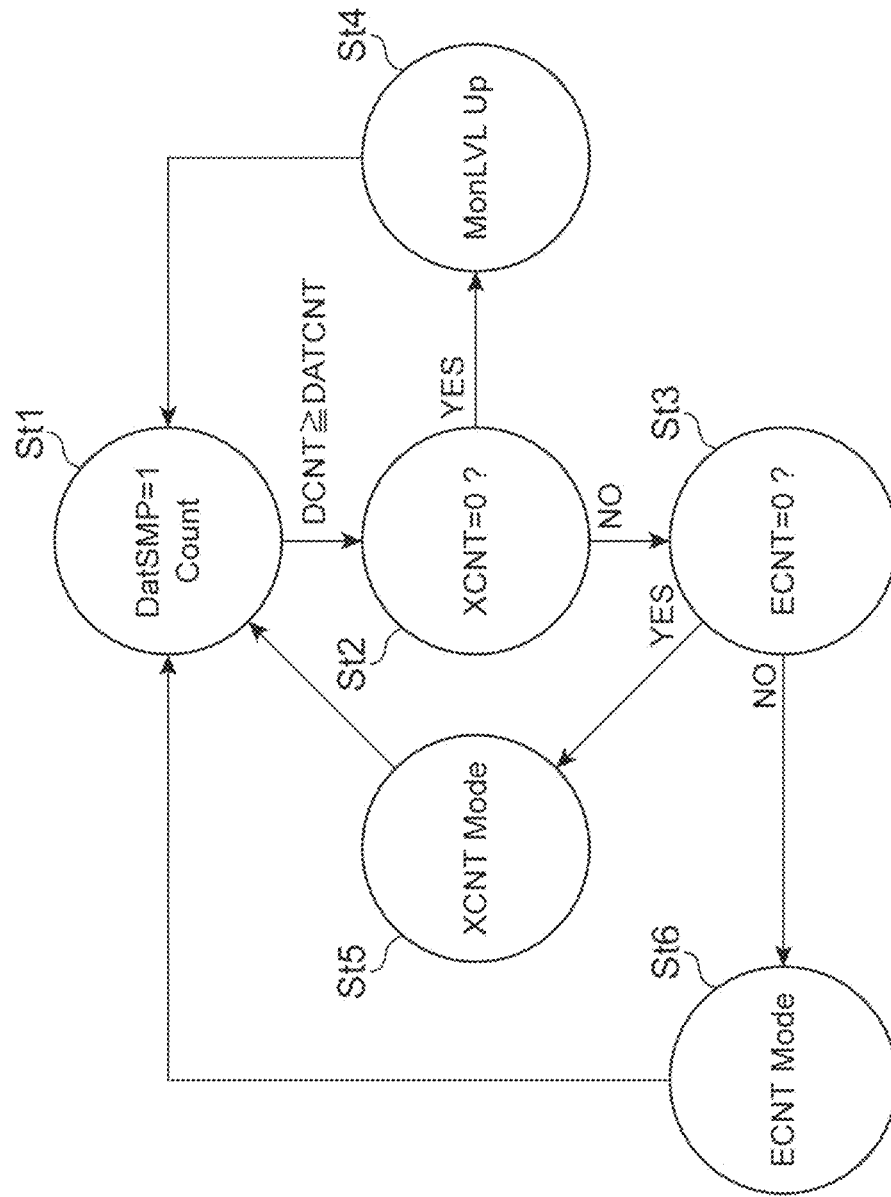 St1
DatSMP=1
Count
DCNT≧DATCNT
St2
XCNT=0 ?
YES
St4
MonLVL Up
NO
St3
ECNT=0 ?
YES
St5
XCNT Mode
NO
St6
ECNT Mode